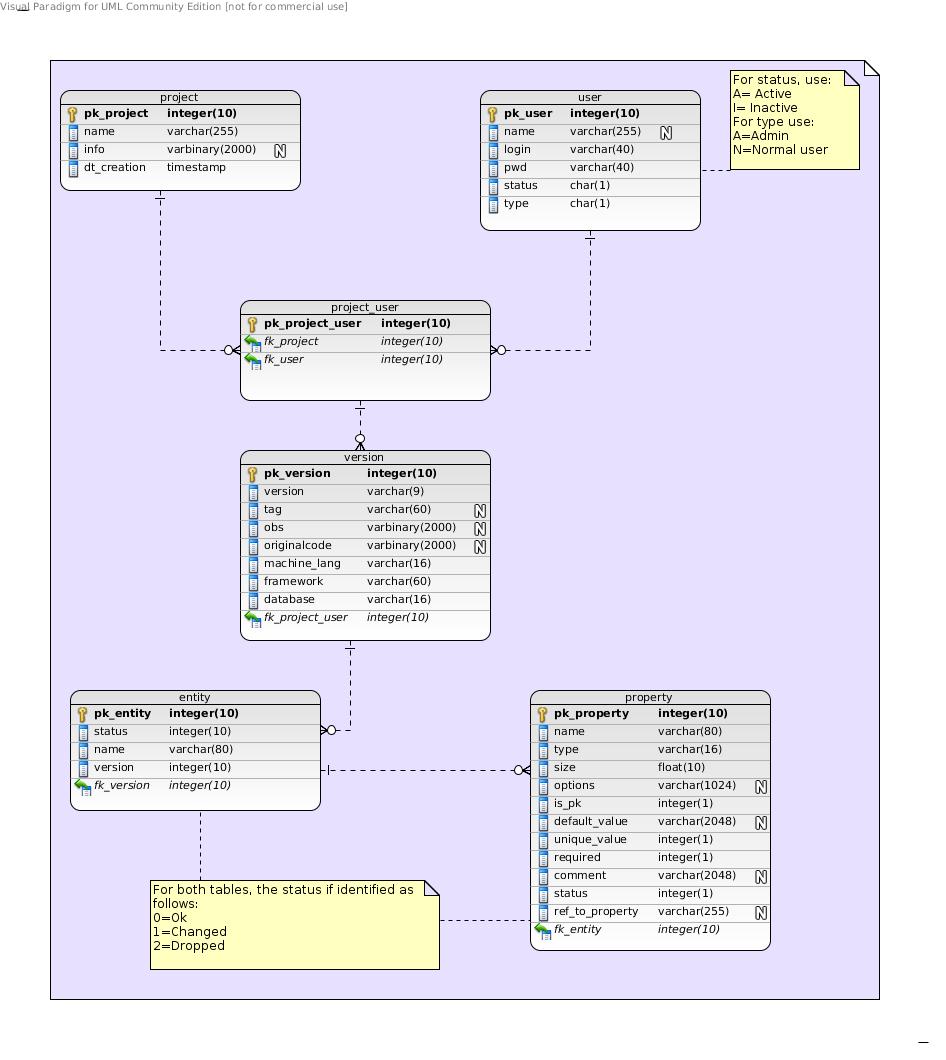 Visual Paradigm for UML Community Edition [not for commercial use]
project
pk_project integer(10)
name varchar(255)
info varbinary(2000) N
dt_creation timestamp
user
pk_user integer(10)
name varchar(255) N
login varchar(40)
pwd varchar(40)
status char(1)
type char(1)
For status, use:
A= Active
I= Inactive
For type use:
A=Admin
N=Normal user
project_user
pk_project_user integer(10)
fk_project integer(10)
fk_user integer(10)
version
pk_version integer(10)
version varchar(9)
tag varchar(60) N
obs varbinary(2000) N
originalcode varbinary(2000) N
machine_lang varchar(16)
framework varchar(60)
database varchar(16)
fk_project_user integer(10)
entity
pk_entity integer(10)
status integer(10)
name varchar(80)
version integer(10)
fk_version integer(10)
property
pk_property integer(10)
name varchar(80)
type varchar(16)
size float(10)
options varchar(1024) N
is_pk integer(1)
default_value varchar(2048) N
unique_value integer(1)
required integer(1)
comment varchar(2048) N
status integer(1)
ref_to_property varchar(255) N
fk_entity integer(10)
For both tables, the status if identified as
follows:
0=Ok
1=Changed
2=Dropped